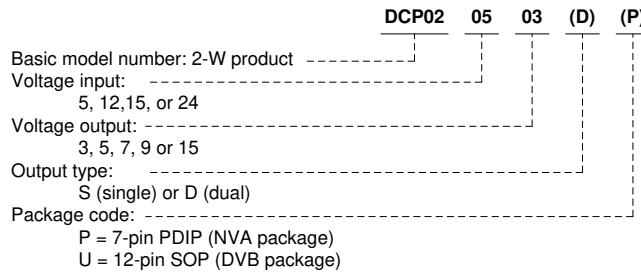 DCP02 05 03 (D) (P)
Basic model number: 2-W product
Voltage input:
5, 12,15, or 24
Voltage output:
3, 5, 7, 9 or 15
Output type:
S (single) or D (dual)
Package code:
P = 7-pin PDIP (NVA package)
U = 12-pin SOP (DVB package)